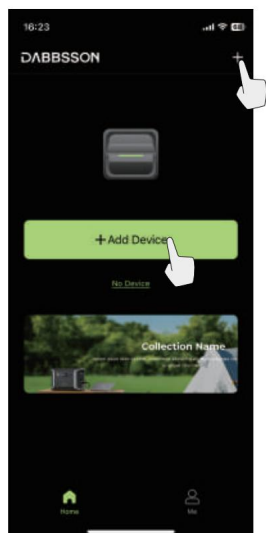 16:23
DABBSSON
+
+Add Device
No Device
Collection Name
Home
Me